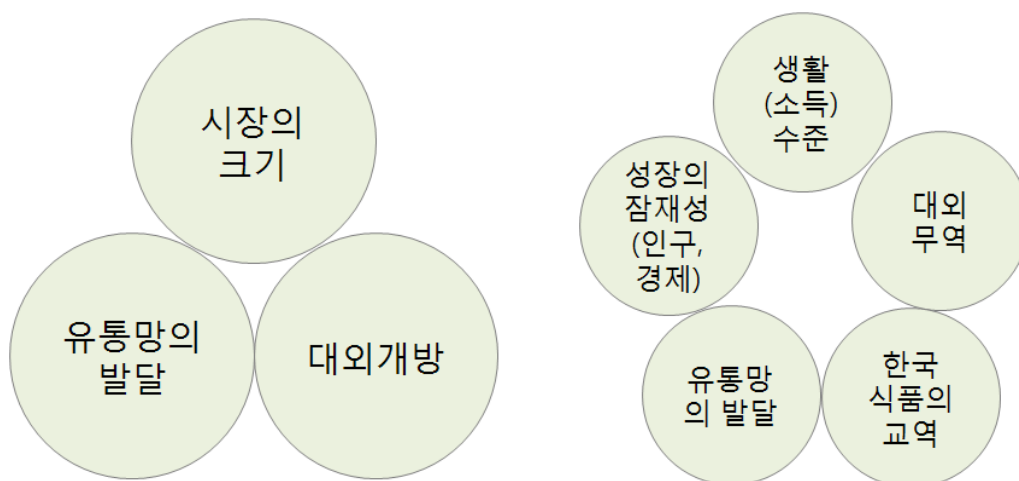 시장의
크기
유통망의
발달
대외개방
생활
(소득)
수준
성장의
잠재성
(인구,
경제)
대외
무역
유통망
의 발달
한국
식품의
교역